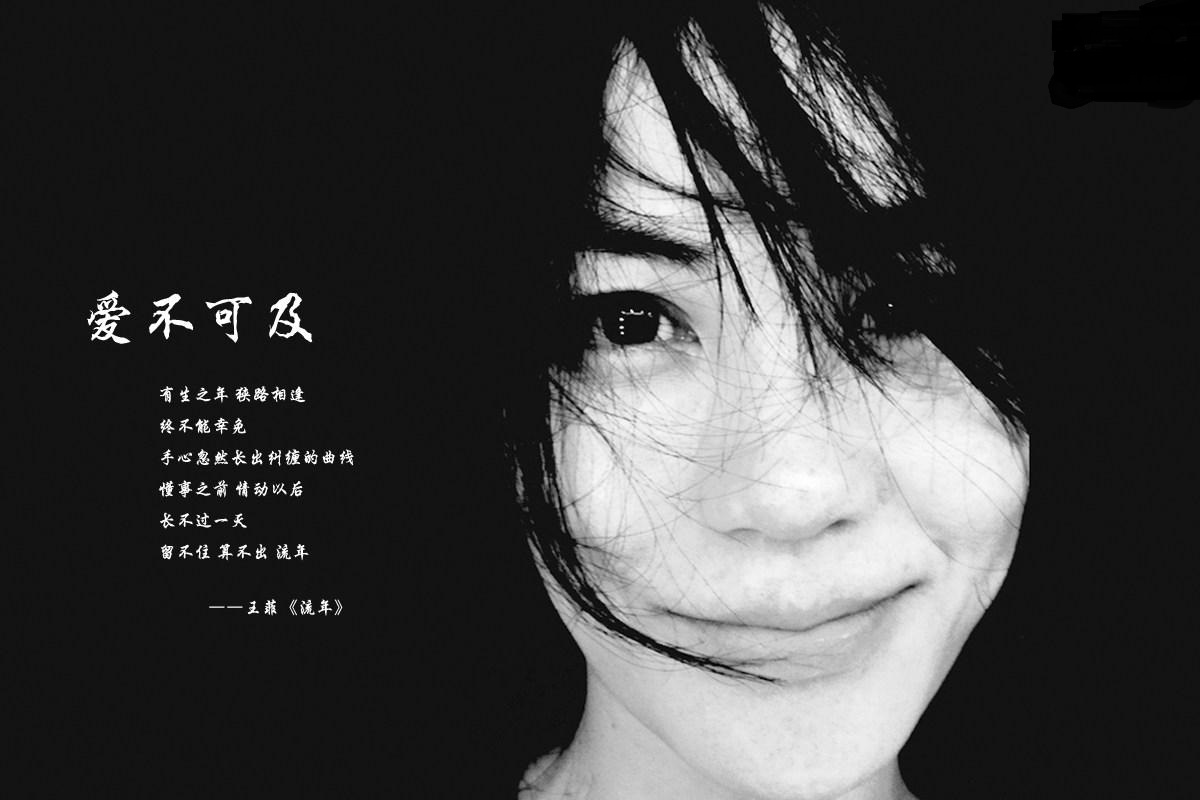 爱不可及
有生之年 狭路相逢
终不能幸免
手心忽然长出纠缠的曲线
懂事之前 情动以后
长不过一天
留不住 算不出 流年
——王菲《流年》